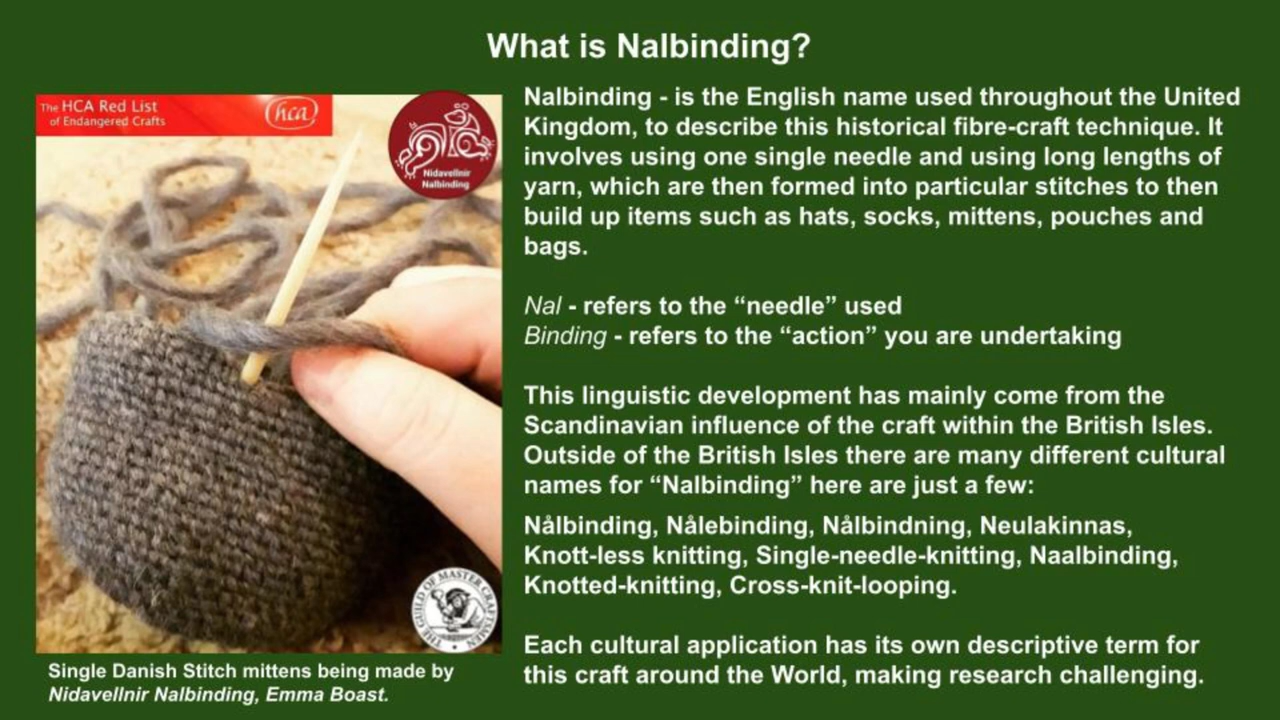 What is Nalbinding?
The HCA Red List
of Endangered Crafts
hca
Nidavellnir
Nalbinding
THE GUILD OF MASTER CRAFTSMEN
Single Danish Stitch mittens being made by
Nidavellnir Nalbinding, Emma Boast.
Nalbinding - is the English name used throughout the United
Kingdom, to describe this historical fibre-craft technique. It
involves using one single needle and using long lengths of
yarn, which are then formed into particular stitches to then
build up items such as hats, socks, mittens, pouches and
bags.
Nal - refers to the “needle” used
Binding - refers to the “action” you are undertaking
This linguistic development has mainly come from the
Scandinavian influence of the craft within the British Isles.
Outside of the British Isles there are many different cultural
names for “Nalbinding” here are just a few:
Nålbinding, Nålebinding, Nålbindning, Neulakinnas,
Knott-less knitting, Single-needle-knitting, Naalbinding,
Knotted-knitting, Cross-knit-looping.
Each cultural application has its own descriptive term for
this craft around the World, making research challenging.